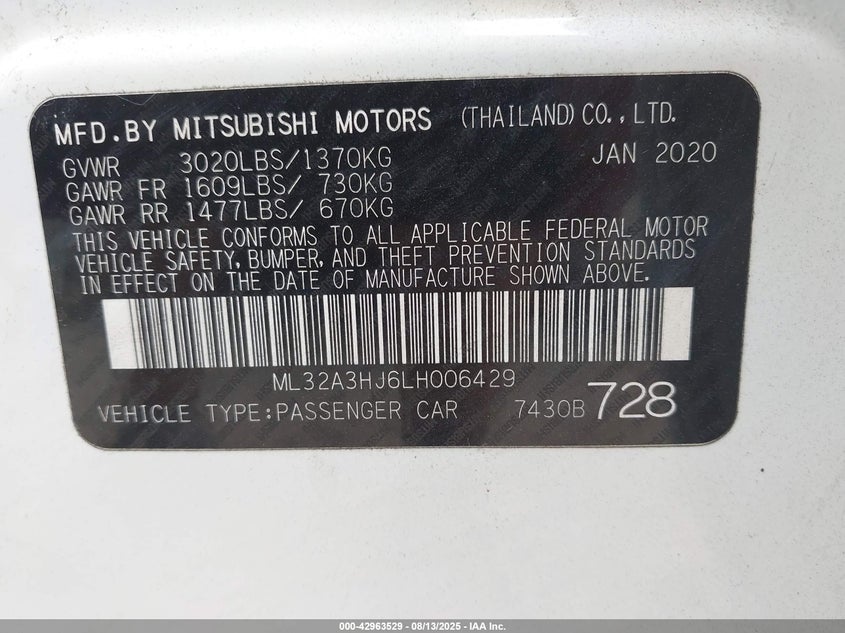 MFD.BY MITSUBISHI MOTORS (THAILAND) CO.,LTD.
GVWR 3020LBS/1370KG JAN 2020
GAWR FR 1609LBS/ 730KG
GAWR RR 1477LBS/ 670KG
THIS VEHICLE CONFORMS TO ALL APPLICABLE FEDERAL MOTOR
VEHICLE SAFETY, BUMPER, AND THEFT PREVENTION STANDARDS
IN EFFECT ON THE DATE OF MANUFACTURE SHOWN ABOVE.
ML32A3HJ6LH006429
VEHICLE TYPE:PASSENGER CAR 7430B 728
000-42963529 - 08/13/2025 - IAA Inc.